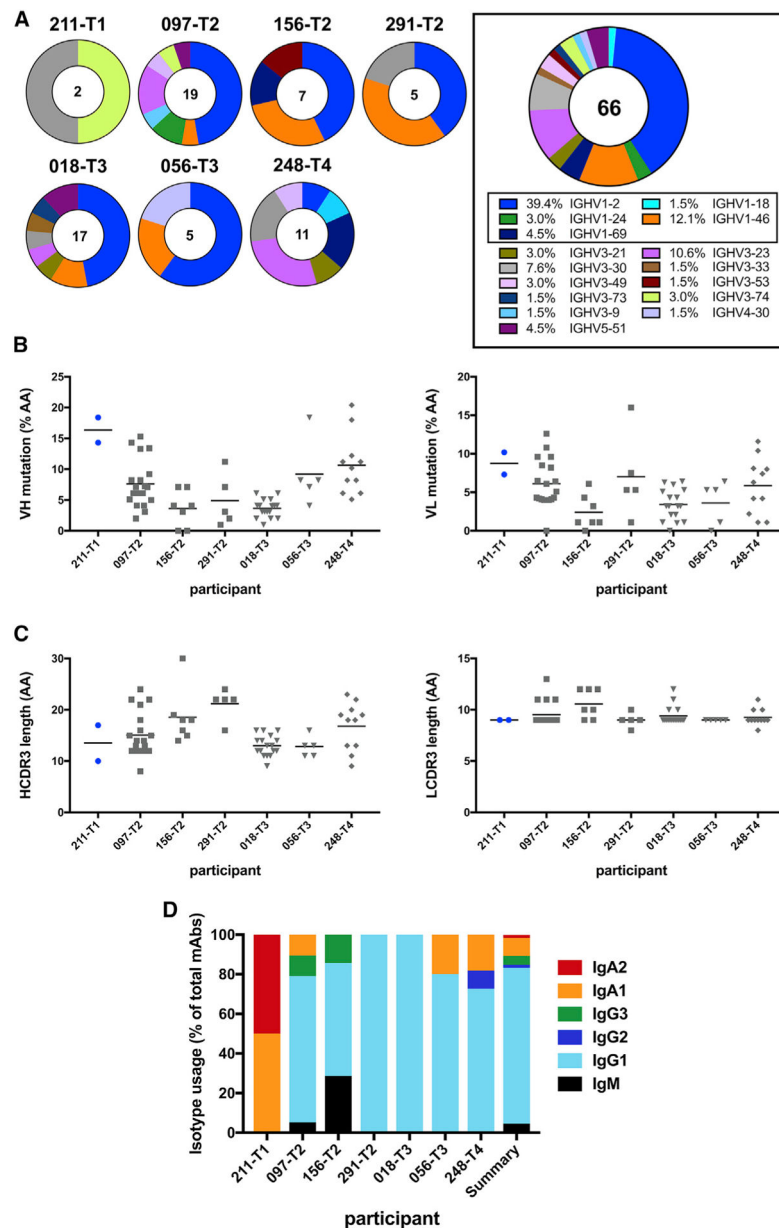 A
211-T1
097-T2
156-T2
291-T2
2
19
7
5
018-T3
056-T3
248-T4
17
5
11
66
39.4% IGHV1-2
1.5% IGHV1-18
3.0% IGHV1-24
12.1% IGHV1-46
4.5% IGHV1-69
3.0% IGHV3-21
10.6% IGHV3-23
7.6% IGHV3-30
1.5% IGHV3-33
3.0% IGHV3-49
1.5% IGHV3-53
1.5% IGHV3-73
3.0% IGHV3-74
1.5% IGHV3-9
1.5% IGHV4-30
4.5% IGHV5-51
B
VH mutation (% AA)
25
20
15
10
5
0
211-T1
097-T2
156-T2
291-T2
018-T3
056-T3
248-T4
participant
VL mutation (% AA)
20
15
10
5
0
211-T1
097-T2
156-T2
291-T2
018-T3
056-T3
248-T4
participant
C
HCDR3 length (AA)
30
20
10
0
211-T1
097-T2
156-T2
291-T2
018-T3
056-T3
248-T4
participant
LCDR3 length (AA)
15
10
5
0
211-T1
097-T2
156-T2
291-T2
018-T3
056-T3
248-T4
participant
D
Isotype usage (% of total mAbs)
100
80
60
40
20
0
211-T1
097-T2
156-T2
291-T2
018-T3
056-T3
248-T4
Summary
participant
IgA2
IgA1
IgG3
IgG2
IgG1
IgM